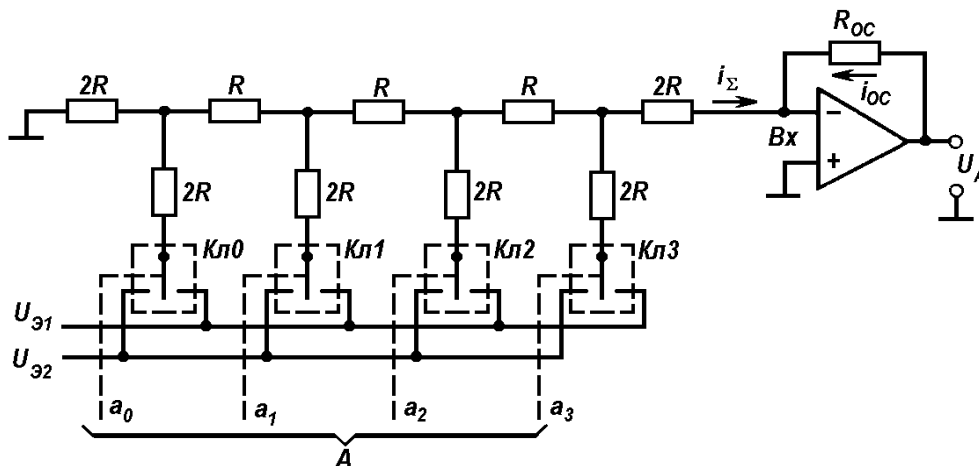 R_OC
2R R R R 2R i_Σ i_OC
Вх − +
U_A
2R 2R 2R 2R
Кл0 Кл1 Кл2 Кл3
U_Э1
U_Э2
a_0 a_1 a_2 a_3
A